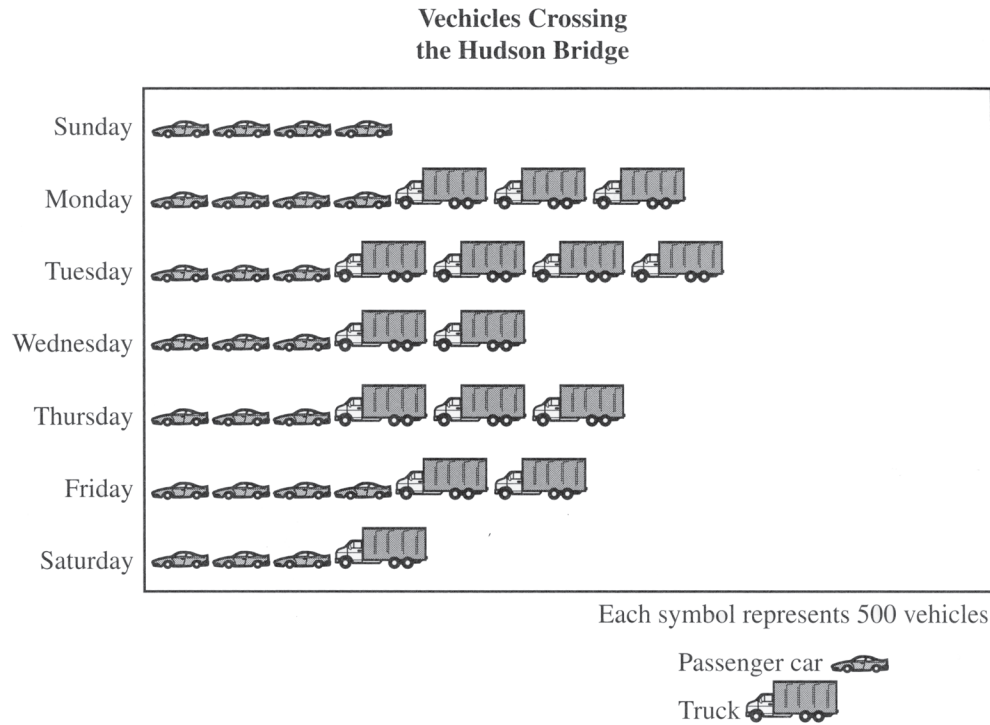 Vechicles Crossing
the Hudson Bridge
Sunday
Monday
Tuesday
Wednesday
Thursday
Friday
Saturday
Each symbol represents 500 vehicles
Passenger car
Truck